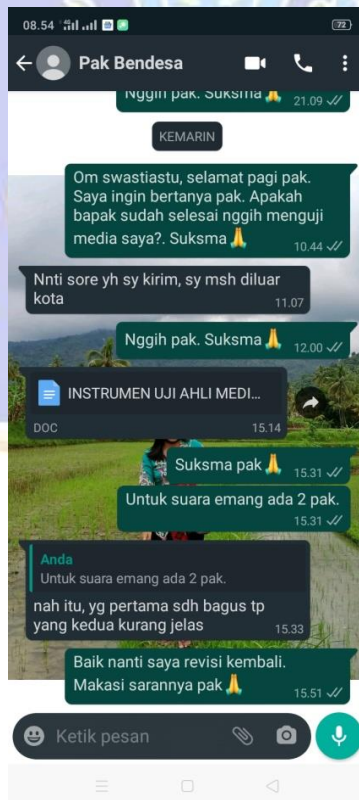 08.54
72
Pak Bendesa
Nggih pak. Suksma🙏 21.09
KEMARIN
Om swastiastu, selamat pagi pak.
Saya ingin bertanya pak. Apakah
bapak sudah selesai nggih menguji
media saya?. Suksma🙏 10.44
Nnti sore yh sy kirim, sy msh diluar
kota 11.07
Nggih pak. Suksma🙏 12.00
INSTRUMEN UJI AHLI MEDI...
DOC 15.14
Suksma pak🙏 15.31
Untuk suara emang ada 2 pak.
15.31
Anda
Untuk suara emang ada 2 pak.
nah itu, yg pertama sdh bagus tp
yang kedua kurang jelas 15.33
Baik nanti saya revisi kembali.
Makasi sarannya pak🙏 15.51
Ketik pesan